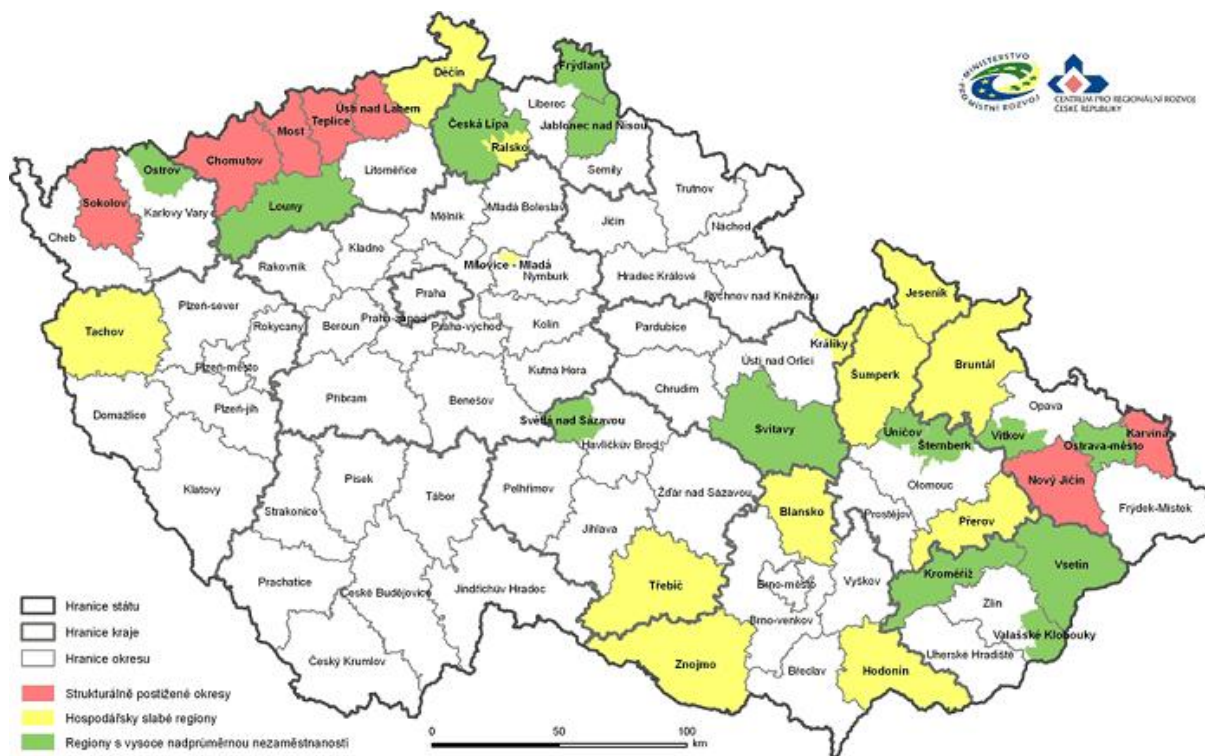 MINISTERSTVO
PRO MÍSTNÍ ROZVOJ
CENTRUM PRO REGIONÁLNÍ ROZVOJ
ČESKÉ REPUBLIKY
Frýdlant
Děčín
Liberec
Ústí nad Labem
Teplice
Most
Česká Lípa
Jablonec nad Nisou
Ralsko
Chomutov
Ostrov
Litoměřice
Semily
Trutnov
Sokolov
Louny
Karlovy Vary
Mělník
Mladá Boleslav
Jičín
Náchod
Cheb
Kladno
Rakovník
Milovice - Mladá
Nymburk
Hradec Králové
Rychnov nad Kněžnou
Praha
Jeseník
Plzeň-sever
Rokycany
Beroun
Praha-západ
Praha-východ
Kolín
Pardubice
Tachov
Králíky
Ústí nad Orlicí
Šumperk
Bruntál
Plzeň-město
Kutná Hora
Chrudim
Domažlice
Plzeň-jih
Příbram
Benešov
Opava
Světlá nad Sázavou
Svitavy
Uničov
Šternberk
Vítkov
Ostrava-město
Karviná
Havlíčkův Brod
Klatovy
Písek
Tábor
Pelhřimov
Žďár nad Sázavou
Blansko
Olomouc
Nový Jičín
Frýdek-Místek
Strakonice
Jihlava
Prostějov
Přerov
Prachatice
České Budějovice
Jindřichův Hradec
Třebíč
Brno-město
Vyškov
Kroměříž
Vsetín
Zlín
Brno-venkov
Valašské Klobouky
Uherské Hradiště
Český Krumlov
Znojmo
Břeclav
Hodonín
Hranice státu
Hranice kraje
Hranice okresu
Strukturálně postižené okresy
Hospodářsky slabé regiony
Regiony s vysoce nadprůměrnou nezaměstnaností
0 50 100
km